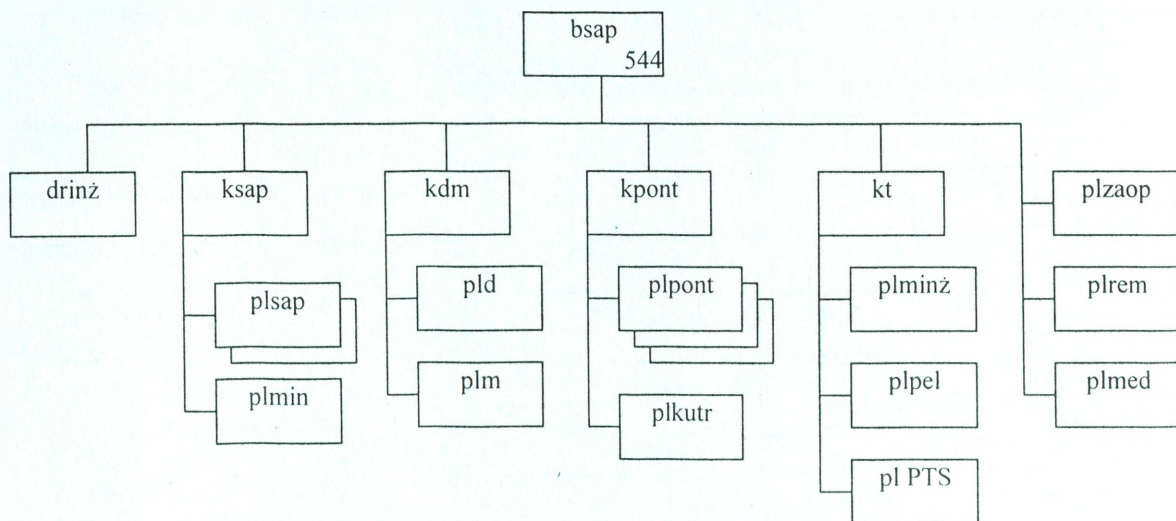 bsap
544
drinż
ksap
kdm
kpont
kt
plzaop
plsap
pld
plpont
plminż
plrem
plmin
plm
plkutr
plpel
plmed
pl PTS